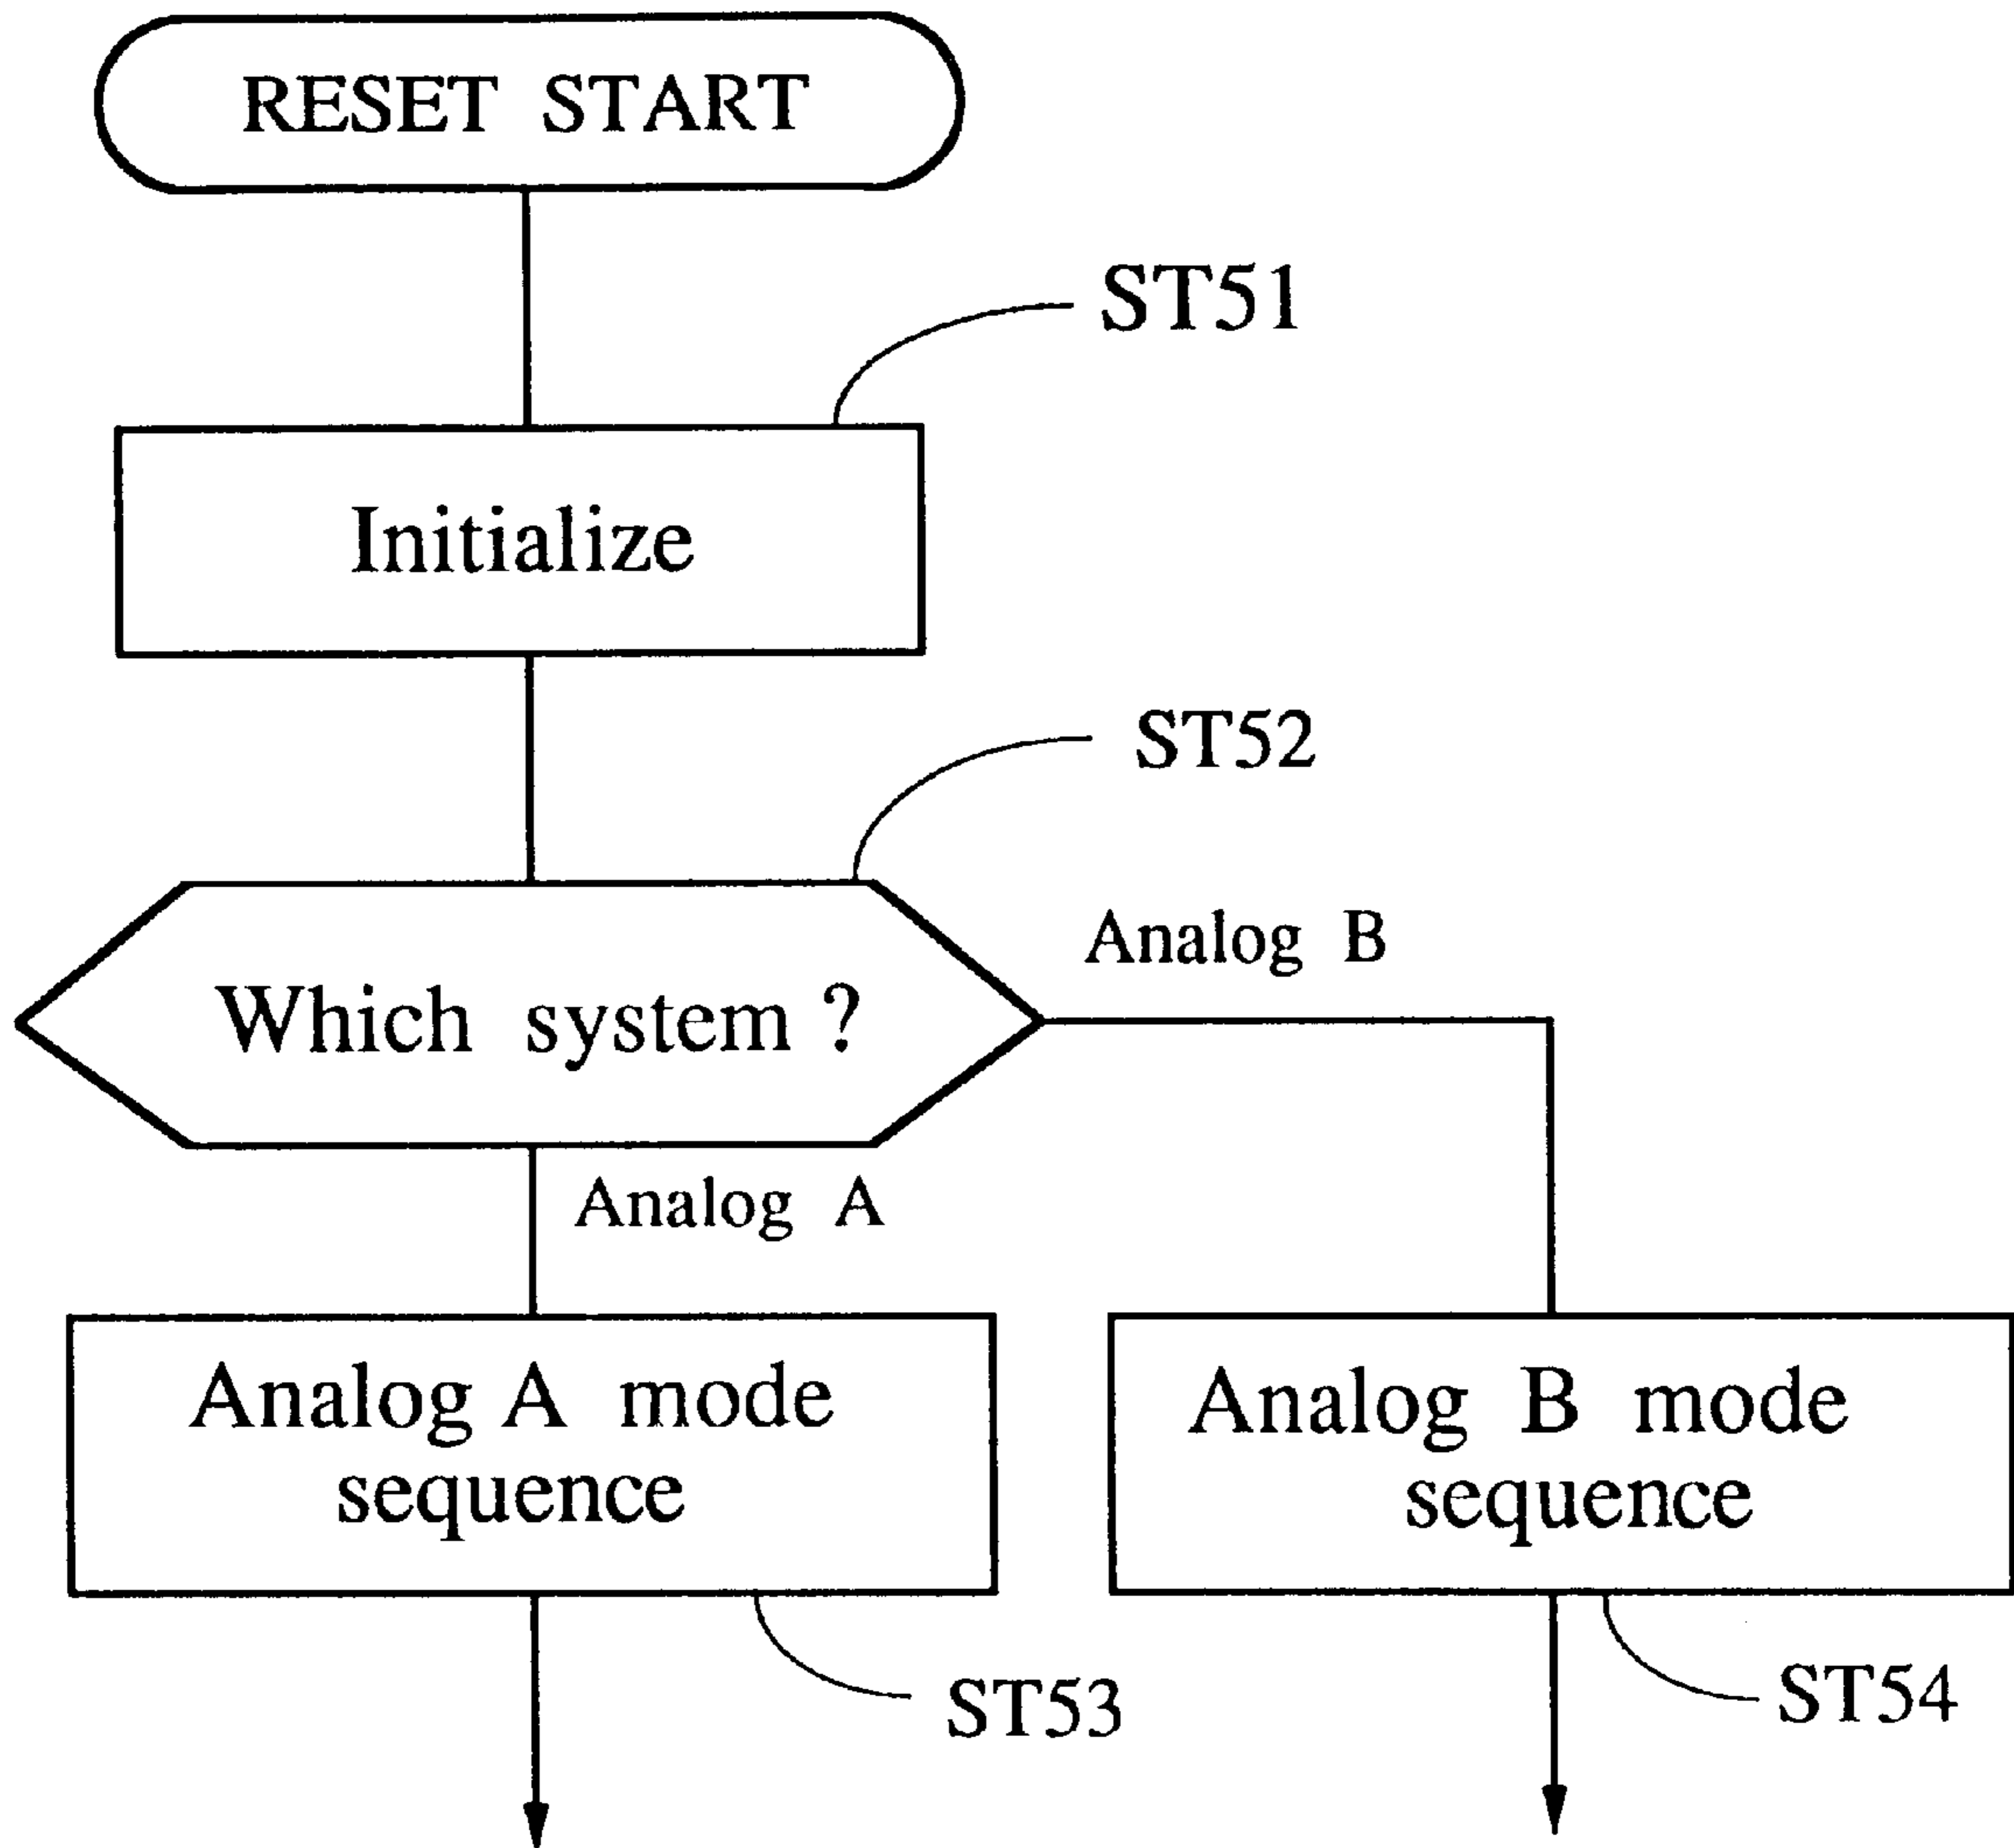 RESET START
ST51
Initialize
ST52
Analog B
Which system ?
Analog A
Analog A mode
sequence
Analog B mode
sequence
ST53
ST54